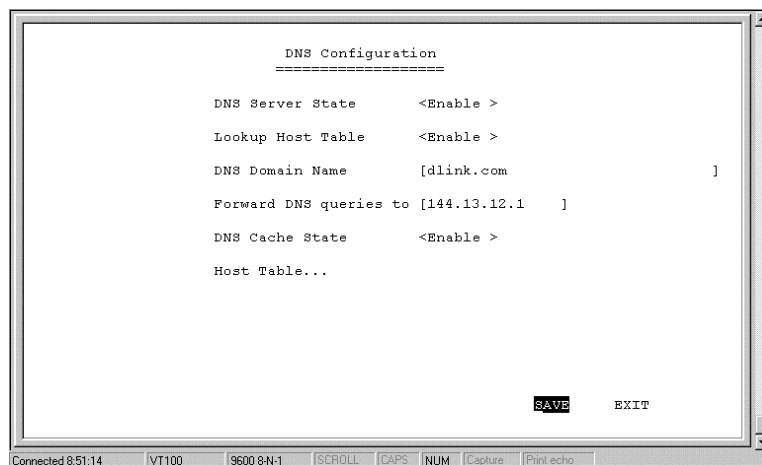 DNS Configuration
===================
DNS Server State <Enable >
Lookup Host Table <Enable >
DNS Domain Name [dlink.com ]
Forward DNS queries to [144.13.12.1 ]
DNS Cache State <Enable >
Host Table...
SAVE EXIT
Connected 8:51:14 VT100 9600 8-N-1 SCROLL CAPS NUM Capture Print echo